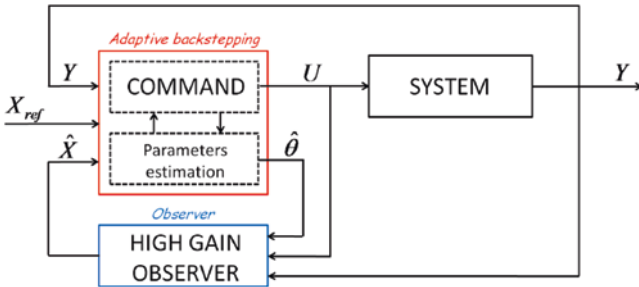 Adaptive backstepping
Y
COMMAND
U
SYSTEM
Y
X_ref
X̂
Parameters
estimation
θ̂
Observer
HIGH GAIN
OBSERVER